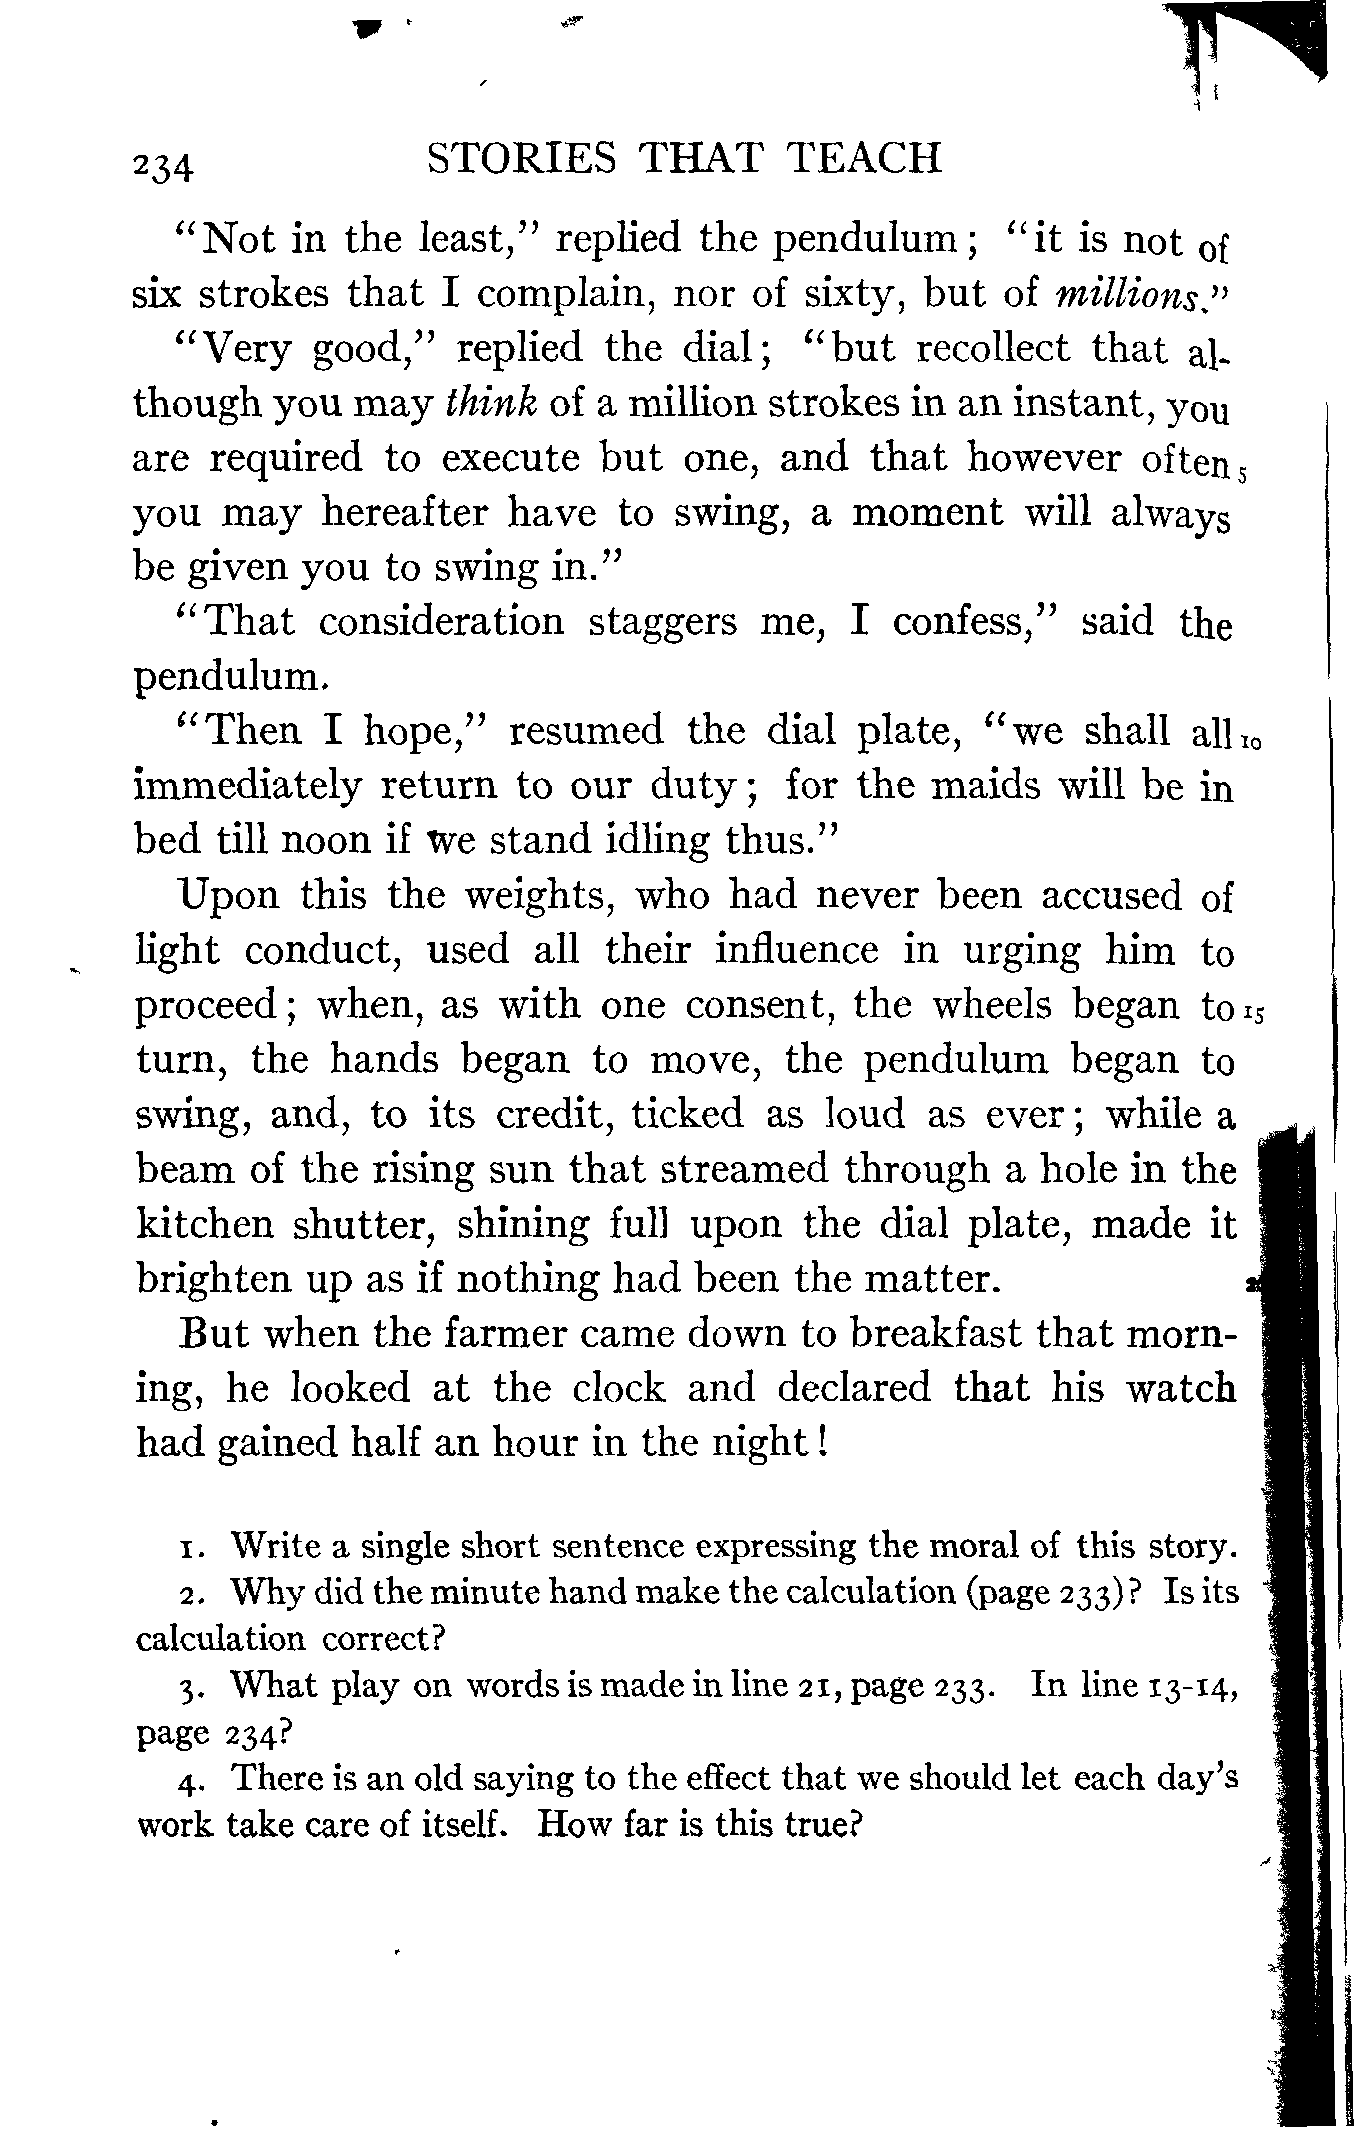 234 STORIES THAT TEACH
“Not in the least,” replied the pendulum; “it is not of
six strokes that I complain, nor of sixty, but of millions.”
“Very good,” replied the dial; “but recollect that al-
though you may think of a million strokes in an instant, you
are required to execute but one, and that however often 5
you may hereafter have to swing, a moment will always
be given you to swing in.”
“That consideration staggers me, I confess,” said the
pendulum.
“Then I hope,” resumed the dial plate, “we shall all 10
immediately return to our duty; for the maids will be in
bed till noon if we stand idling thus.”
Upon this the weights, who had never been accused of
light conduct, used all their influence in urging him to
proceed; when, as with one consent, the wheels began to 15
turn, the hands began to move, the pendulum began to
swing, and, to its credit, ticked as loud as ever; while a
beam of the rising sun that streamed through a hole in the
kitchen shutter, shining full upon the dial plate, made it
brighten up as if nothing had been the matter.
But when the farmer came down to breakfast that morn-
ing, he looked at the clock and declared that his watch
had gained half an hour in the night!
1. Write a single short sentence expressing the moral of this story.
2. Why did the minute hand make the calculation (page 233)? Is its
calculation correct?
3. What play on words is made in line 21, page 233. In line 13-14,
page 234?
4. There is an old saying to the effect that we should let each day's
work take care of itself. How far is this true?